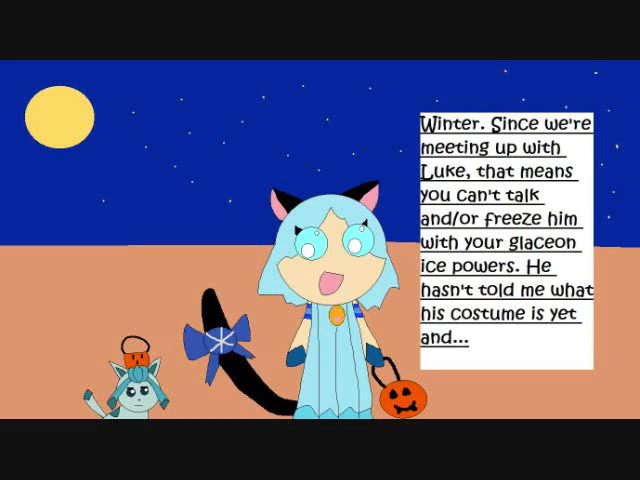 Winter. Since we're
meeting up with
Luke, that means
you can't talk
and/or freeze him
with your glaceon
ice powers. He
hasn't told me what
his costume is yet
and...